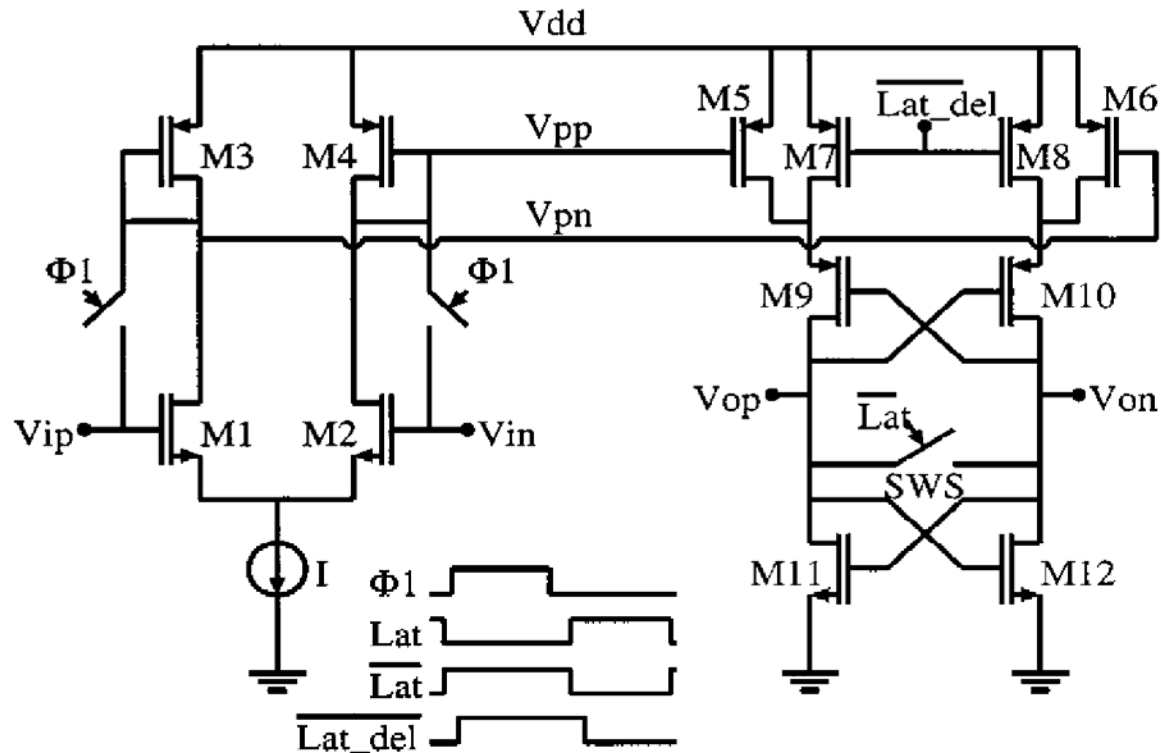 Vdd
M5
Lat_del
M6
M3
M4
Vpp
M7
M8
Vpn
Φ1
Φ1
M9
M10
Vop
Von
Lat
Vip
M1
M2
Vin
SWS
I
M11
M12
Φ1
Lat
Lat
Lat_del